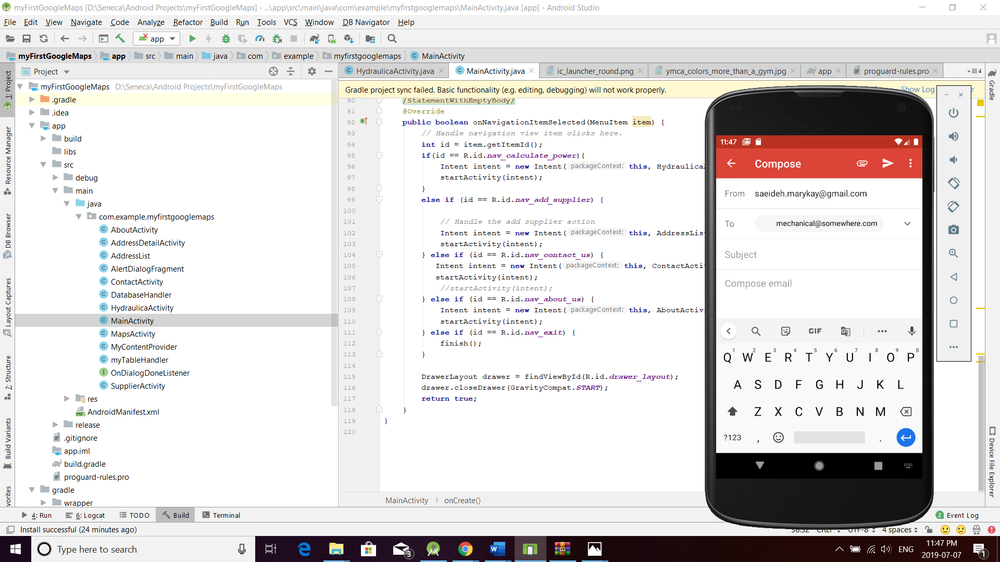 myFirstGoogleMaps [D:\Seneca\Android Projects\myFirstGoogleMaps] - ...\app\src\main\java\com\example\myfirstgooglemaps\MainActivity.java [app] - Android Studio
File Edit View Navigate Code Analyze Refactor Build Run Tools VCS Window DB Navigator Help
app
myFirstGoogleMaps app src main java com example myfirstgooglemaps MainActivity
Project
HydraulicaActivity.java MainActivity.java ic_launcher_round.png ymca_colors_more_than_a_gym.jpg app proguard-rules.pro 4
Gradle project sync failed. Basic functionality (e.g. editing, debugging) will not work properly. Show Log
1: Project
Resource Manager
DB Browser
Layout Captures
7: Structure
Build Variants
vorites
myFirstGoogleMaps D:\Seneca\Android Projects\myFirstGoogleMaps
.gradle
.idea
app
build
libs
src
debug
main
java
com.example.myfirstgooglemaps
AboutActivity
AddressDetailActivity
AddressList
AlertDialogFragment
ContactActivity
DatabaseHandler
HydraulicaActivity
MainActivity
MapsActivity
MyContentProvider
myTableHandler
OnDialogDoneListener
SupplierActivity
res
AndroidManifest.xml
release
.gitignore
app.iml
build.gradle
proguard-rules.pro
gradle
wrapper
90 /StatementWithEmptyBody/
91 @Override
92 public boolean onNavigationItemSelected(MenuItem item) {
93 // Handle navigation view item clicks here.
94 int id = item.getItemId();
95 if(id == R.id.nav_calculate_power){
96 Intent intent = new Intent( packageContext: this, Hydraulica
97 startActivity(intent);
98 }
99 else if (id == R.id.nav_add_supplier) {
100
101 // Handle the add supplier action
102 Intent intent = new Intent( packageContext: this, AddressLis
103 startActivity(intent);
104 } else if (id == R.id.nav_contact_us) {
105 Intent intent = new Intent( packageContext: this, ContactActi
106 startActivity(intent);
107 //startActivity(intent);
108 } else if (id == R.id.nav_about_us) {
109 Intent intent = new Intent( packageContext: this, AboutActiv
110 startActivity(intent);
111 } else if (id == R.id.nav_exit) {
112 finish();
113 }
114
115 DrawerLayout drawer = findViewById(R.id.drawer_layout);
116 drawer.closeDrawer(GravityCompat.START);
117 return true;
118 }
119 }
120
MainActivity onCreate()
11:47
Compose
From saeideh.marykay@gmail.com
To mechanical@somewhere.com
Subject
Compose email
GIF
Q1 W2 E3 R4 T5 Y6 U7 I8 O9 P0
A S D F G H J K L
Z X C V B N M
?123 , .
Gradle
Device File Explorer
4: Run 6: Logcat TODO Build Terminal 2 Event Log
Install successful (24 minutes ago) CRLF UTF-8 4 spaces
Type here to search 3 ENG 11:47 PM
2019-07-07 1